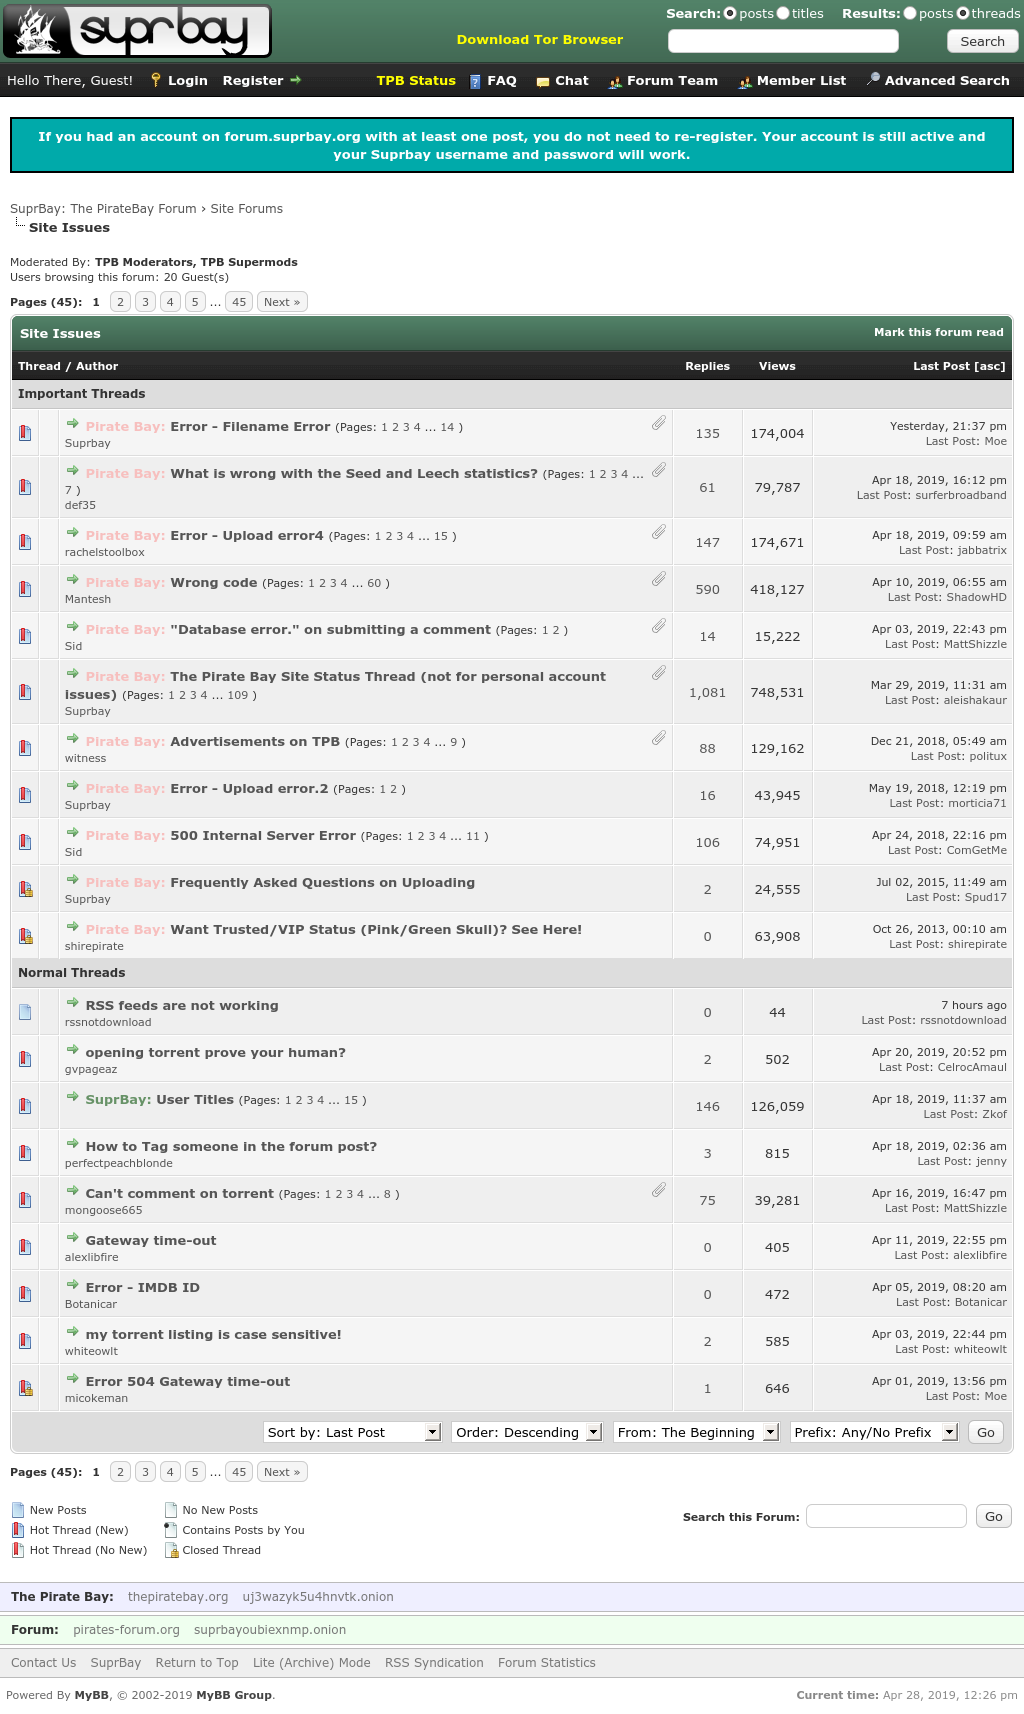 suprbay
Search: posts titles Results: posts threads
Download Tor Browser
Search
Hello There, Guest! Login Register TPB Status FAQ Chat Forum Team Member List Advanced Search
If you had an account on forum.suprbay.org with at least one post, you do not need to re-register. Your account is still active and
your Suprbay username and password will work.
SuprBay: The PirateBay Forum › Site Forums
Site Issues
Moderated By: TPB Moderators, TPB Supermods
Users browsing this forum: 20 Guest(s)
Pages (45): 1 2 3 4 5 ... 45 Next »
Site Issues Mark this forum read
Thread / Author Replies Views Last Post [asc]
Important Threads
Pirate Bay: Error - Filename Error (Pages: 1 2 3 4 ... 14 ) 135 174,004 Yesterday, 21:37 pm
Suprbay Last Post: Moe
Pirate Bay: What is wrong with the Seed and Leech statistics? (Pages: 1 2 3 4 ... 61 79,787 Apr 18, 2019, 16:12 pm
7 ) Last Post: surferbroadband
def35
Pirate Bay: Error - Upload error4 (Pages: 1 2 3 4 ... 15 ) 147 174,671 Apr 18, 2019, 09:59 am
rachelstoolbox Last Post: jabbatrix
Pirate Bay: Wrong code (Pages: 1 2 3 4 ... 60 ) 590 418,127 Apr 10, 2019, 06:55 am
Mantesh Last Post: ShadowHD
Pirate Bay: "Database error." on submitting a comment (Pages: 1 2 ) 14 15,222 Apr 03, 2019, 22:43 pm
Sid Last Post: MattShizzle
Pirate Bay: The Pirate Bay Site Status Thread (not for personal account 1,081 748,531 Mar 29, 2019, 11:31 am
issues) (Pages: 1 2 3 4 ... 109 ) Last Post: aleishakaur
Suprbay
Pirate Bay: Advertisements on TPB (Pages: 1 2 3 4 ... 9 ) 88 129,162 Dec 21, 2018, 05:49 am
witness Last Post: politux
Pirate Bay: Error - Upload error.2 (Pages: 1 2 ) 16 43,945 May 19, 2018, 12:19 pm
Suprbay Last Post: morticia71
Pirate Bay: 500 Internal Server Error (Pages: 1 2 3 4 ... 11 ) 106 74,951 Apr 24, 2018, 22:16 pm
Sid Last Post: ComGetMe
Pirate Bay: Frequently Asked Questions on Uploading 2 24,555 Jul 02, 2015, 11:49 am
Suprbay Last Post: Spud17
Pirate Bay: Want Trusted/VIP Status (Pink/Green Skull)? See Here! 0 63,908 Oct 26, 2013, 00:10 am
shirepirate Last Post: shirepirate
Normal Threads
RSS feeds are not working 0 44 7 hours ago
rssnotdownload Last Post: rssnotdownload
opening torrent prove your human? 2 502 Apr 20, 2019, 20:52 pm
gvpageaz Last Post: CelrocAmaul
SuprBay: User Titles (Pages: 1 2 3 4 ... 15 ) 146 126,059 Apr 18, 2019, 11:37 am
Last Post: Zkof
How to Tag someone in the forum post? 3 815 Apr 18, 2019, 02:36 am
perfectpeachblonde Last Post: jenny
Can't comment on torrent (Pages: 1 2 3 4 ... 8 ) 75 39,281 Apr 16, 2019, 16:47 pm
mongoose665 Last Post: MattShizzle
Gateway time-out 0 405 Apr 11, 2019, 22:55 pm
alexlibfire Last Post: alexlibfire
Error - IMDB ID 0 472 Apr 05, 2019, 08:20 am
Botanicar Last Post: Botanicar
my torrent listing is case sensitive! 2 585 Apr 03, 2019, 22:44 pm
whiteowlt Last Post: whiteowlt
Error 504 Gateway time-out 1 646 Apr 01, 2019, 13:56 pm
micokeman Last Post: Moe
Sort by: Last Post Order: Descending From: The Beginning Prefix: Any/No Prefix Go
Pages (45): 1 2 3 4 5 ... 45 Next »
New Posts No New Posts
Hot Thread (New) Contains Posts by You
Hot Thread (No New) Closed Thread
Search this Forum: Go
The Pirate Bay: thepiratebay.org uj3wazyk5u4hnvtk.onion
Forum: pirates-forum.org suprbayoubiexnmp.onion
Contact Us SuprBay Return to Top Lite (Archive) Mode RSS Syndication Forum Statistics
Powered By MyBB, © 2002-2019 MyBB Group. Current time: Apr 28, 2019, 12:26 pm